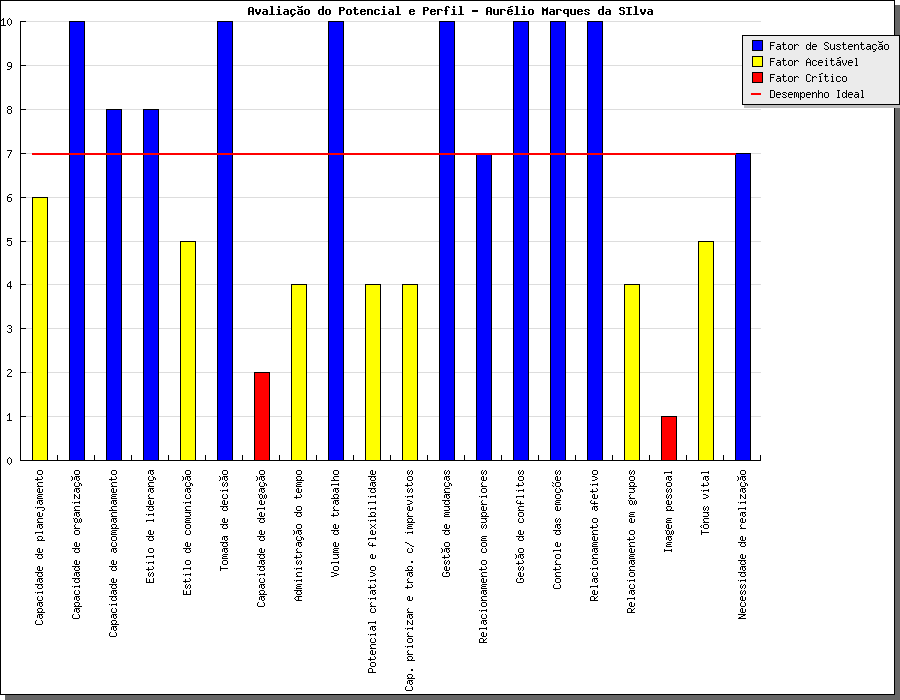 Avaliação do Potencial e Perfil - Aurélio Marques da SIlva
Fator de Sustentação
Fator Aceitável
Fator Crítico
Desempenho Ideal
10
9
8
7
6
5
4
3
2
1
0
Capacidade de planejamento
Capacidade de organização
Capacidade de acompanhamento
Estilo de liderança
Estilo de comunicação
Tomada de decisão
Capacidade de delegação
Administração do tempo
Volume de trabalho
Potencial criativo e flexibilidade
Cap. priorizar e trab. c/ imprevistos
Gestão de mudanças
Relacionamento com superiores
Gestão de conflitos
Controle das emoções
Relacionamento afetivo
Relacionamento em grupos
Imagem pessoal
Tônus vital
Necessidade de realização